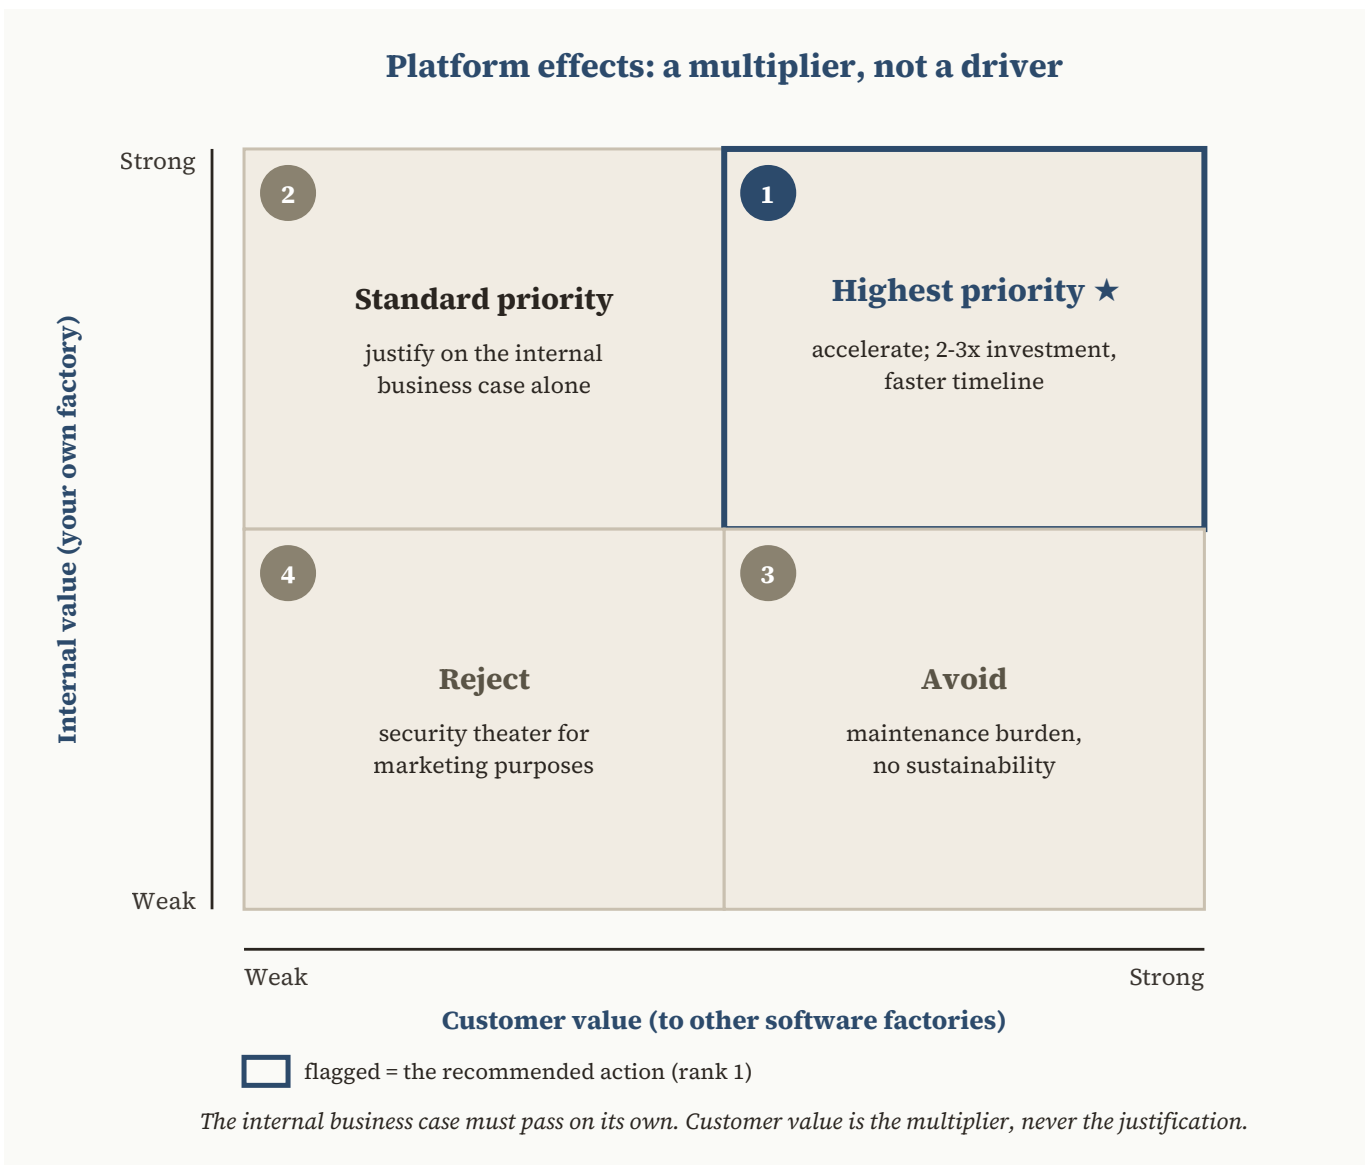 Platform effects: a multiplier, not a driver
Strong
2
Standard priority
justify on the internal
business case alone
1
Highest priority ★
accelerate; 2-3x investment,
faster timeline
Internal value (your own factory)
4
Reject
security theater for
marketing purposes
3
Avoid
maintenance burden,
no sustainability
Weak
Weak
Strong
Customer value (to other software factories)
flagged = the recommended action (rank 1)
The internal business case must pass on its own. Customer value is the multiplier, never the justification.